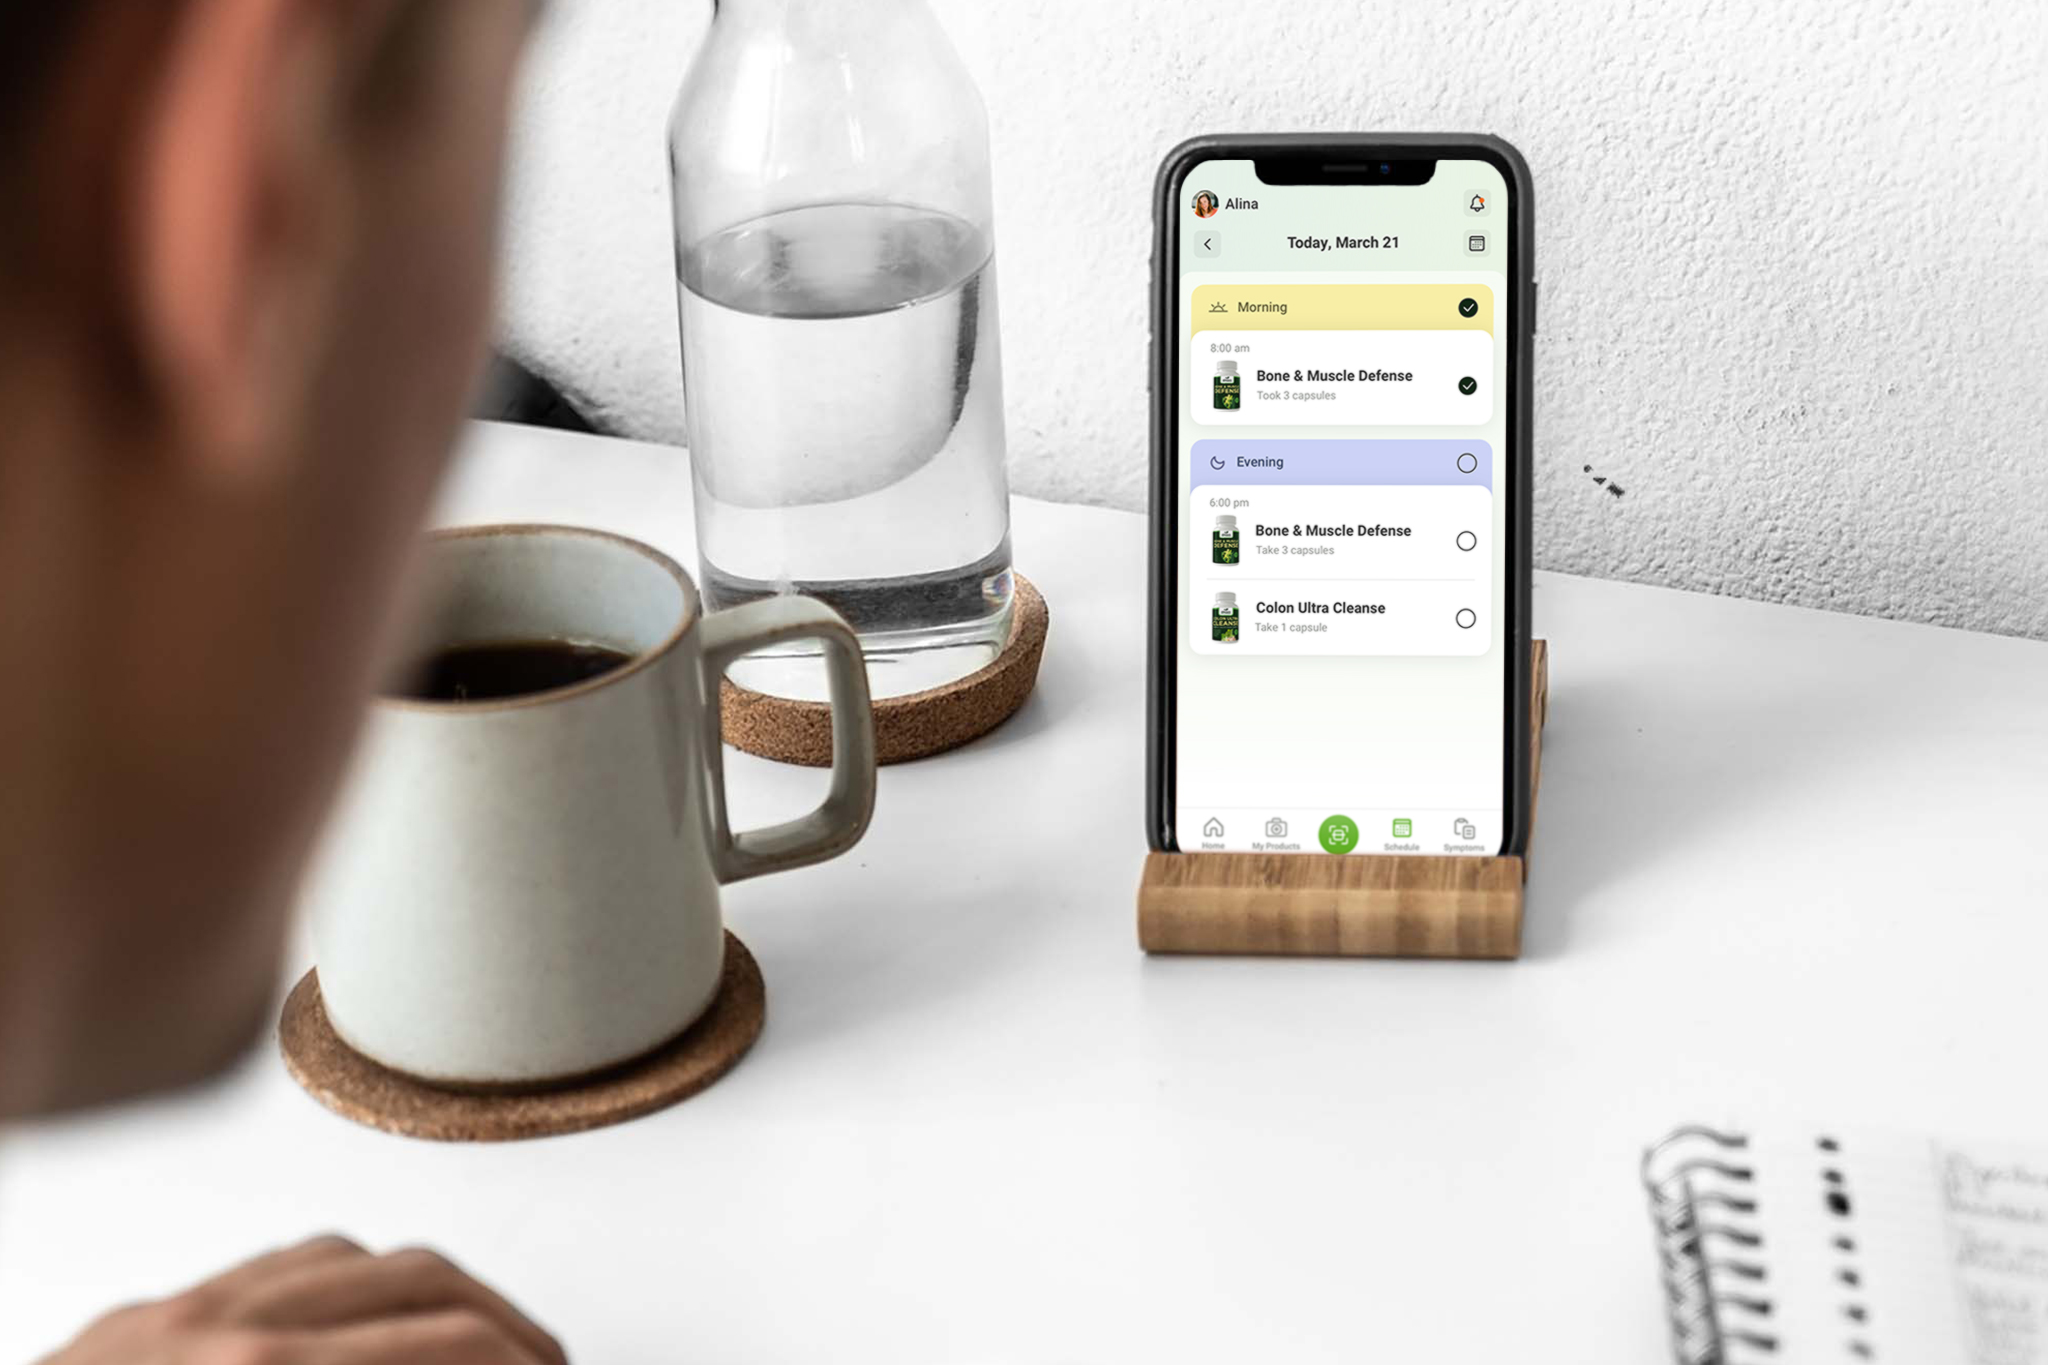 Alina
Today, March 21
Morning
8:00 am
Bone & Muscle Defense
Took 3 capsules
Evening
6:00 pm
Bone & Muscle Defense
Take 3 capsules
Colon Ultra Cleanse
Take 1 capsule
Home
My Products
Schedule
Symptoms